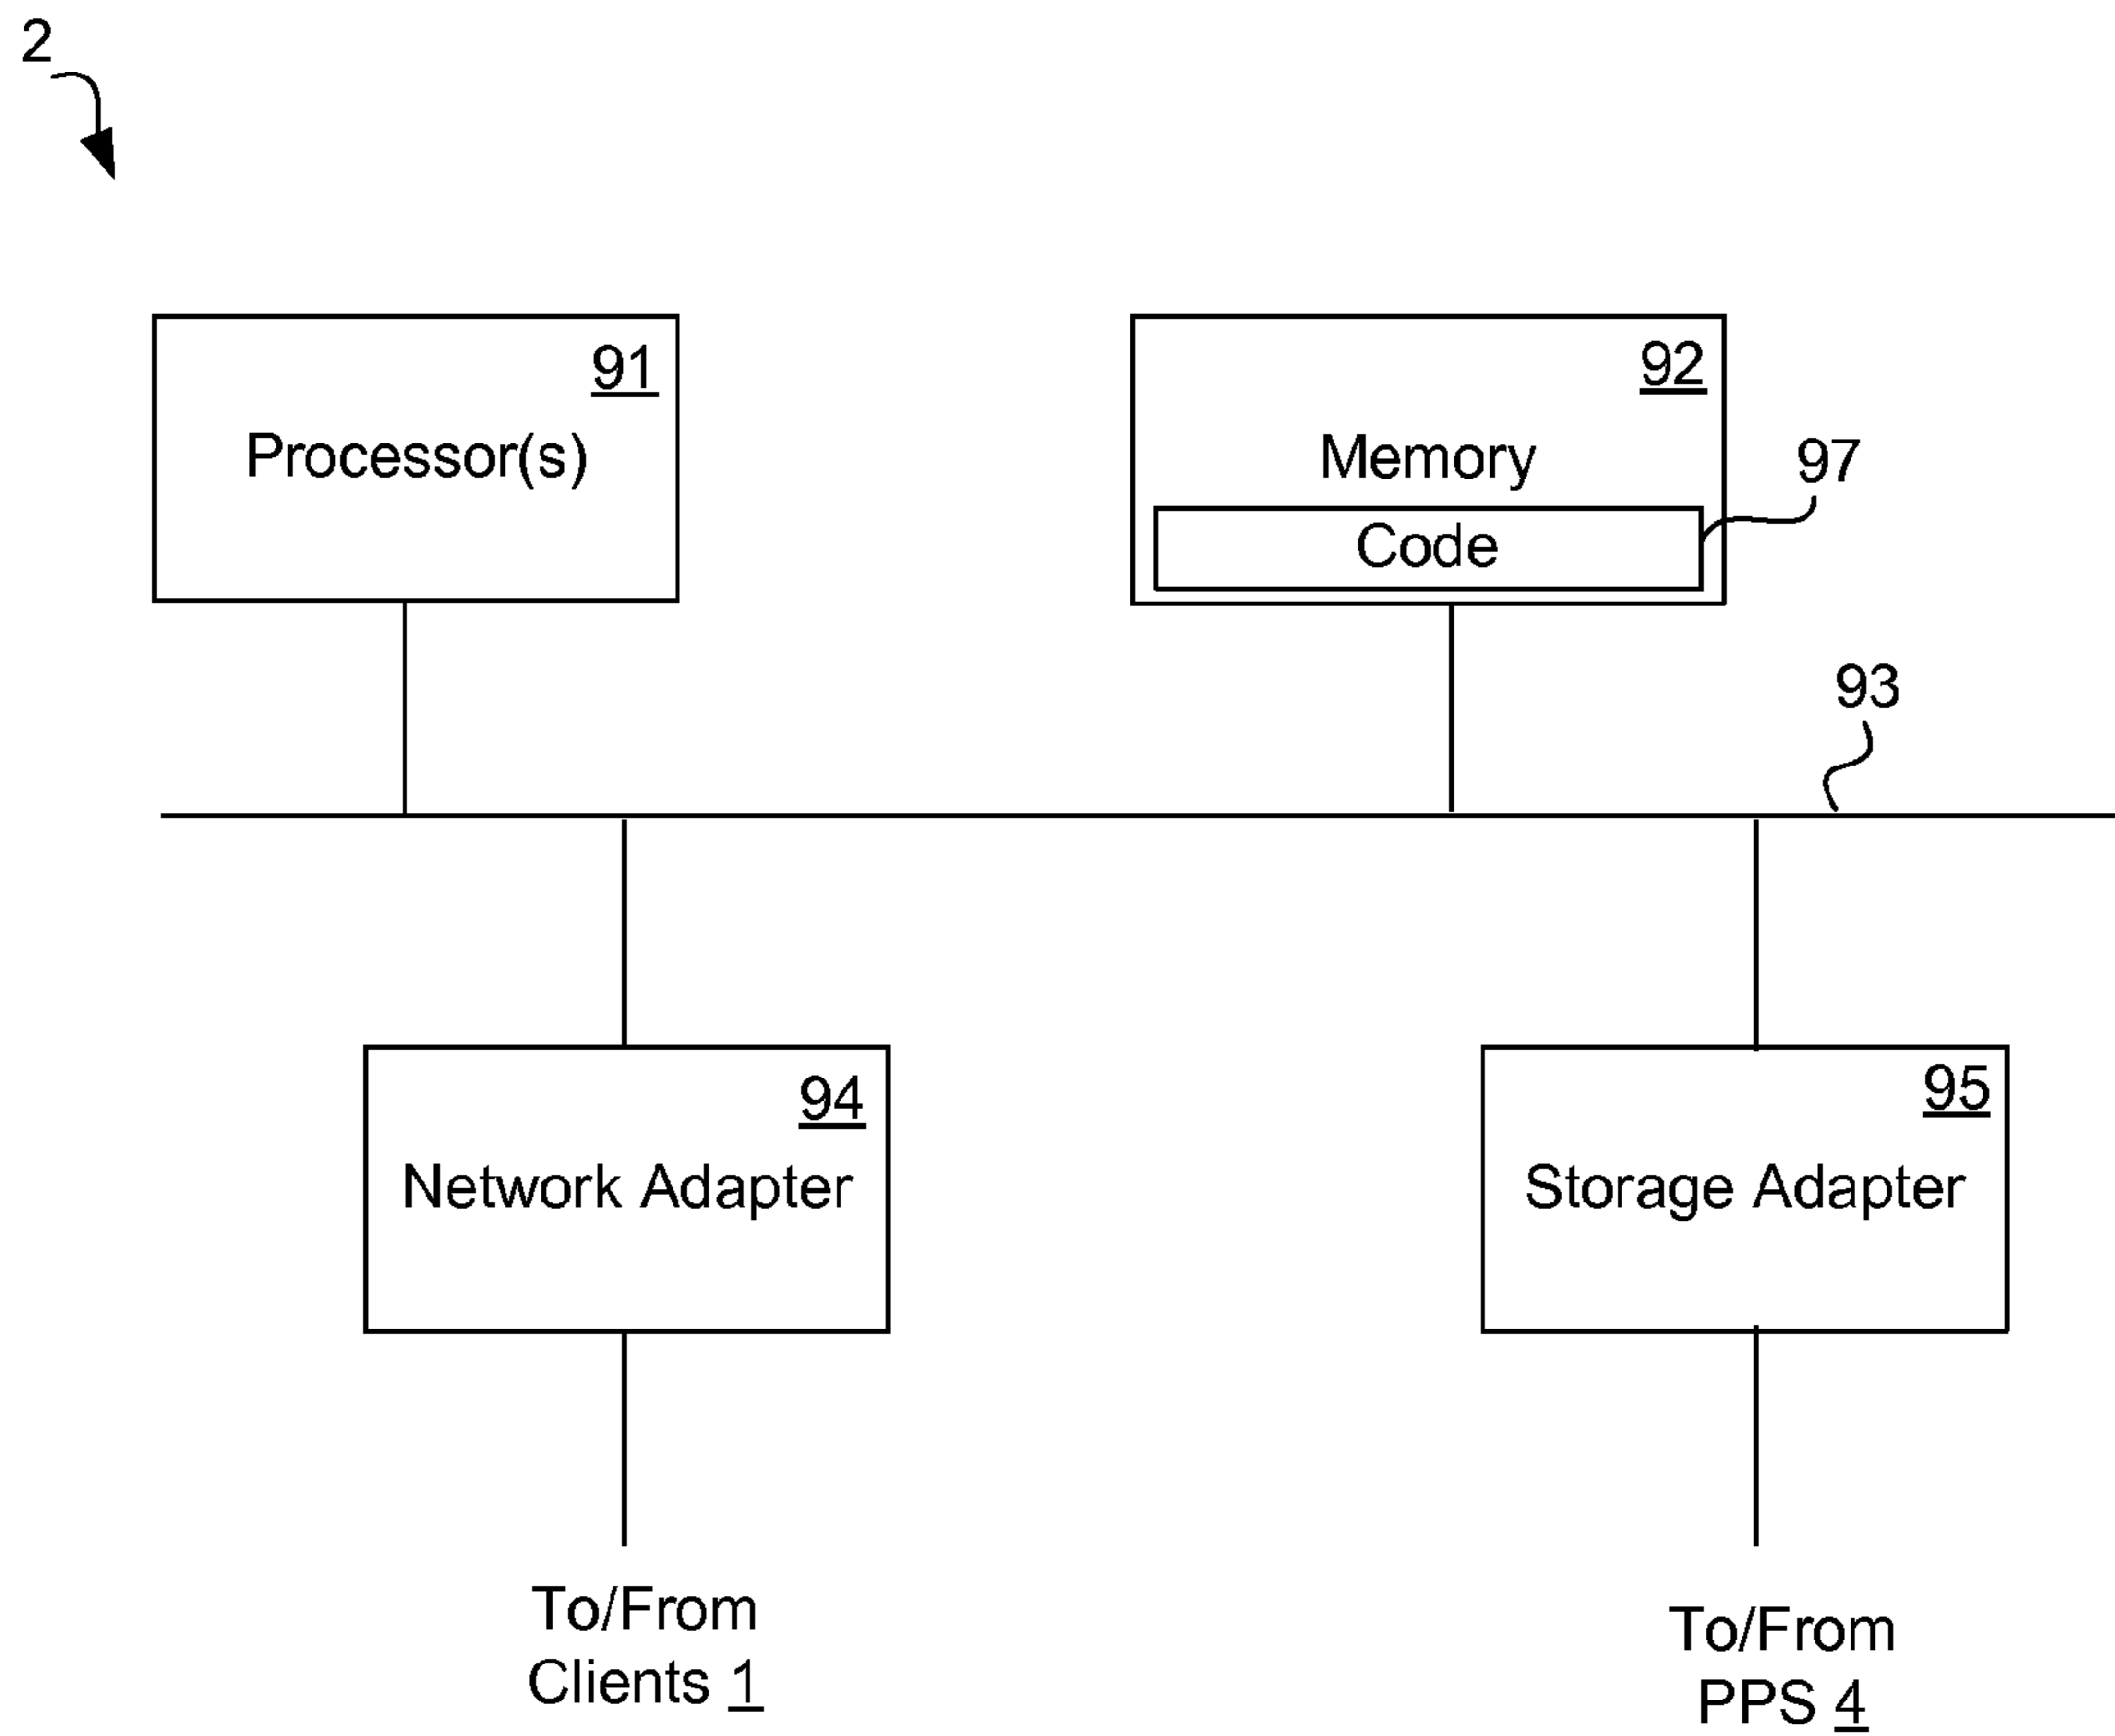 2
91
Processor(s)
92
Memory
97
Code
93
94
Network Adapter
95
Storage Adapter
To/From
Clients 1
To/From
PPS 4